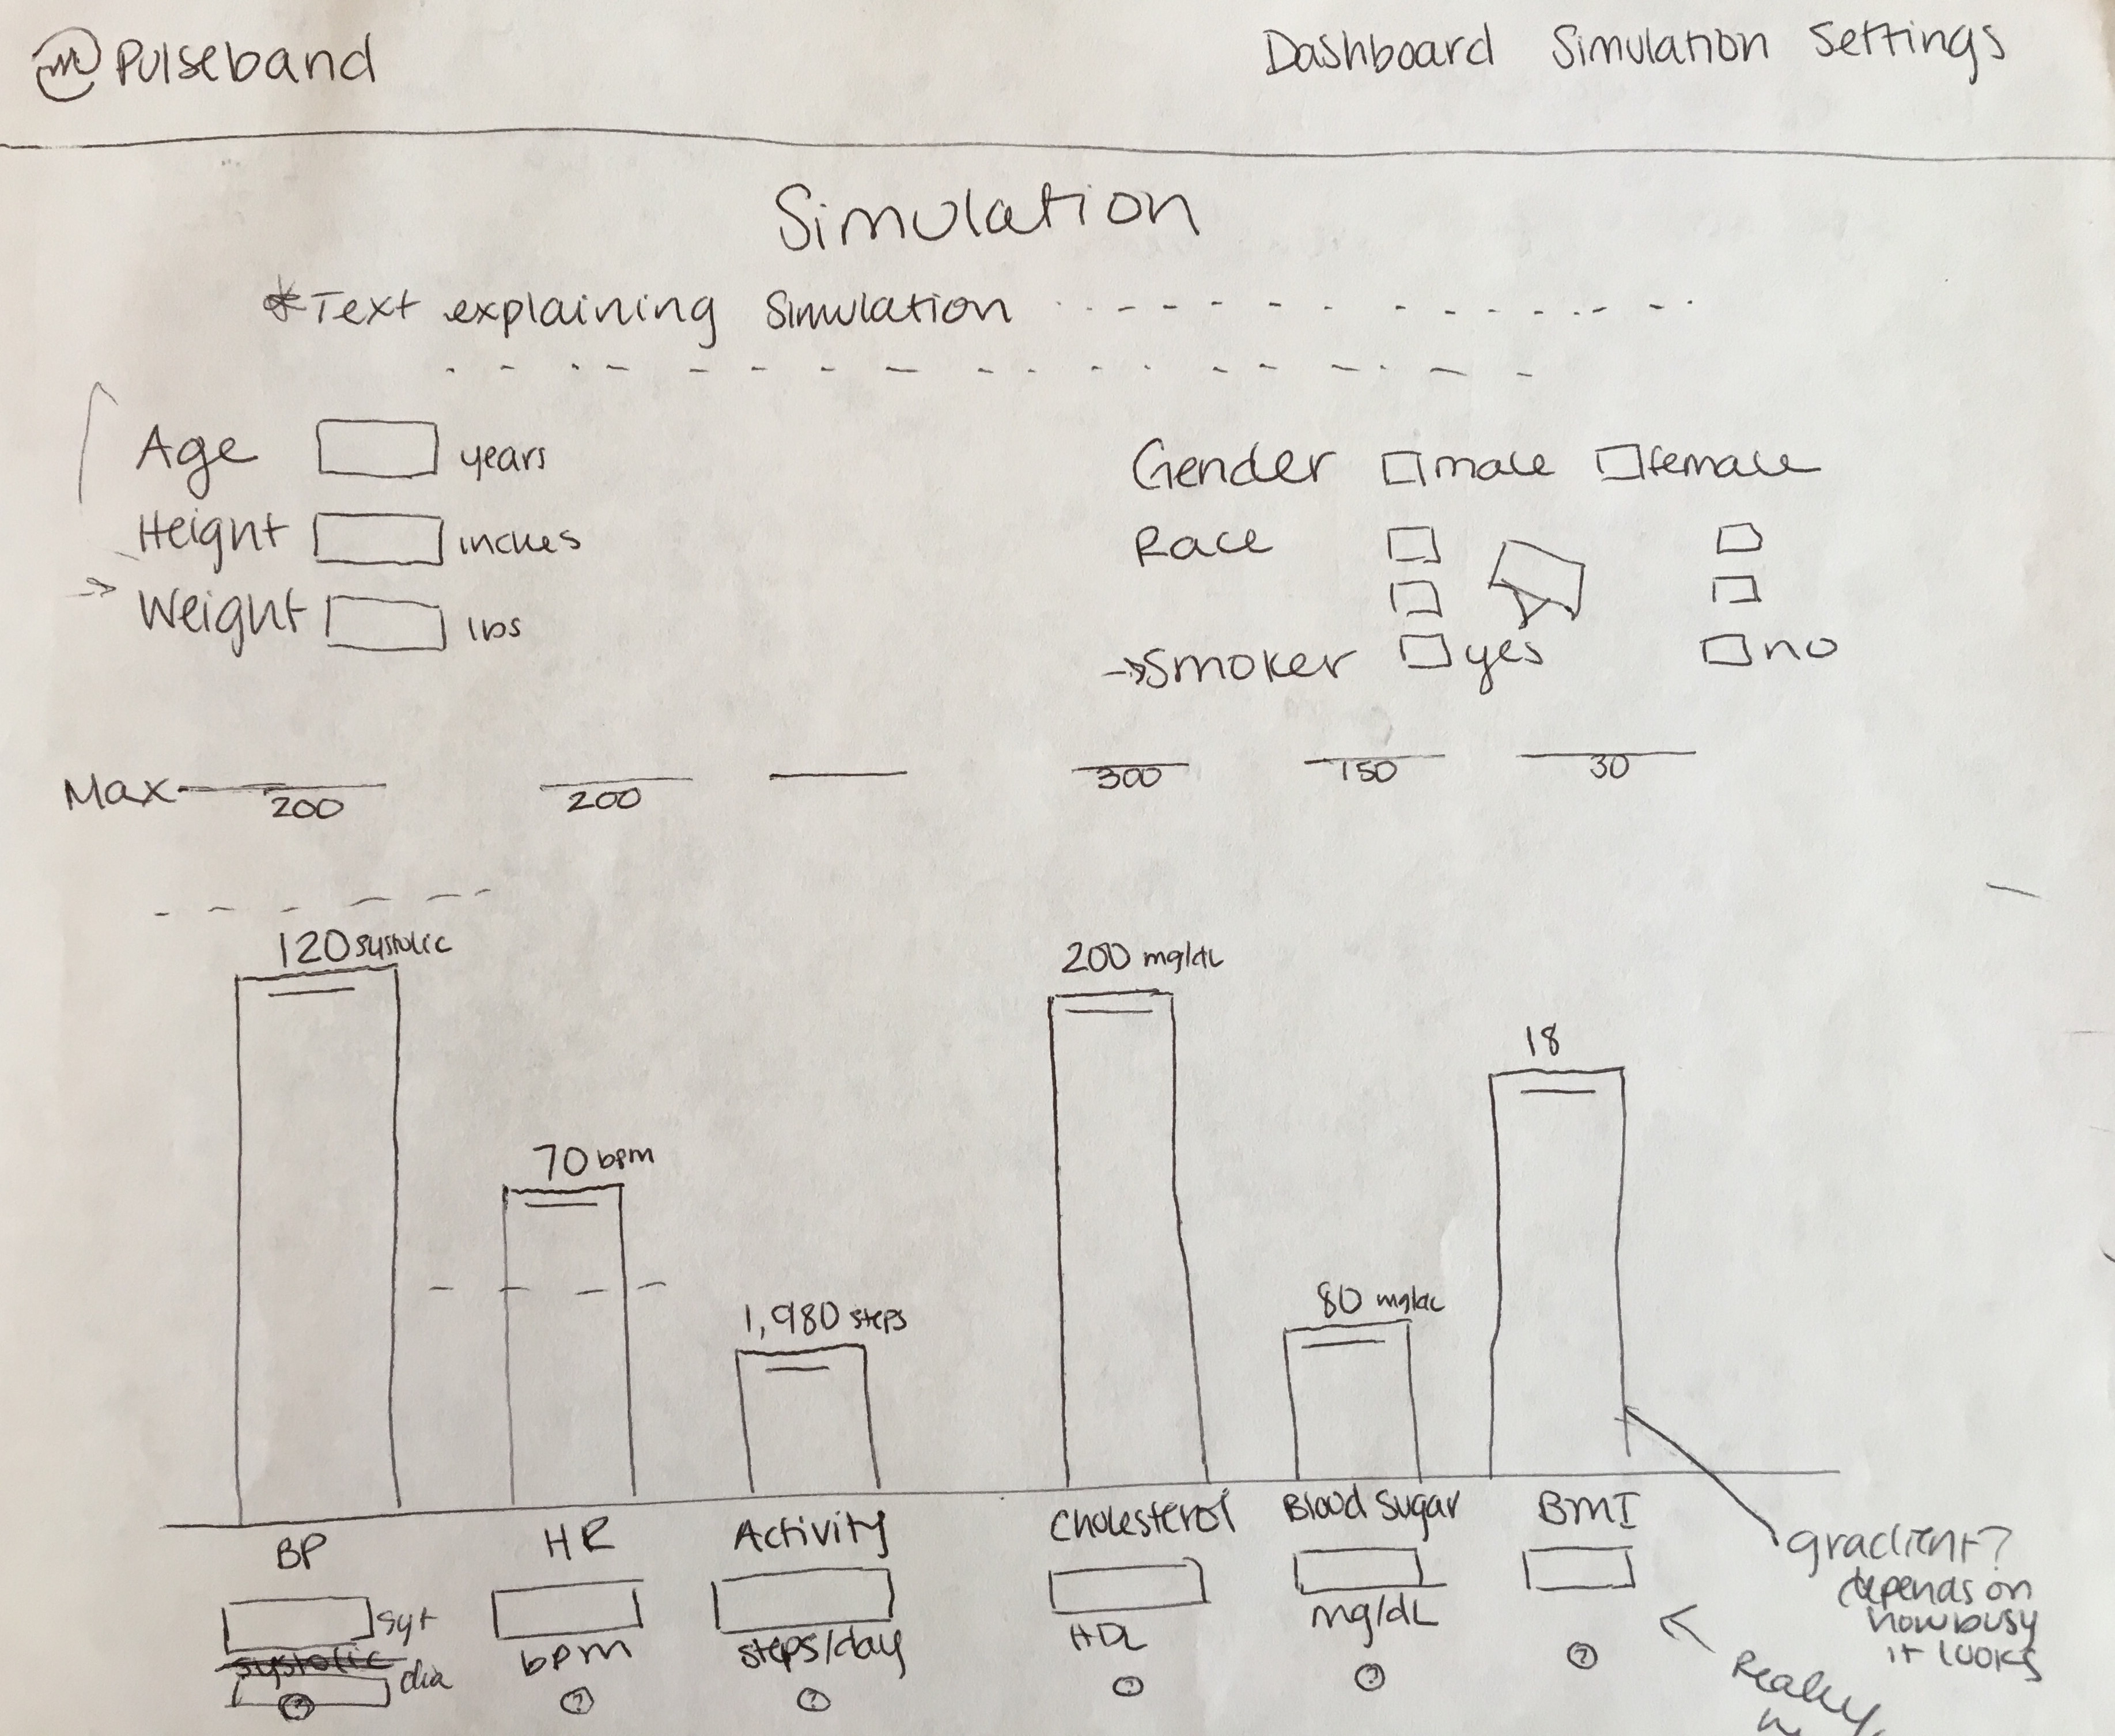 Pulseband Dashboard Simulation Settings
Simulation
*Text explaining Simulation
Age years
Height inches
Weight lbs
Gender male female
Race
→Smoker yes no
Max
200 200 300 150 30
120 systolic
200 mg/dL
18
70 bpm
80 mg/dL
1,980 steps
BP HR Activity Cholesterol Blood Sugar BMI
syt
systolic
dia
bpm steps/day HDL mg/dL
? ? ? ? ? ?
gradient?
depends on
how busy
it looks